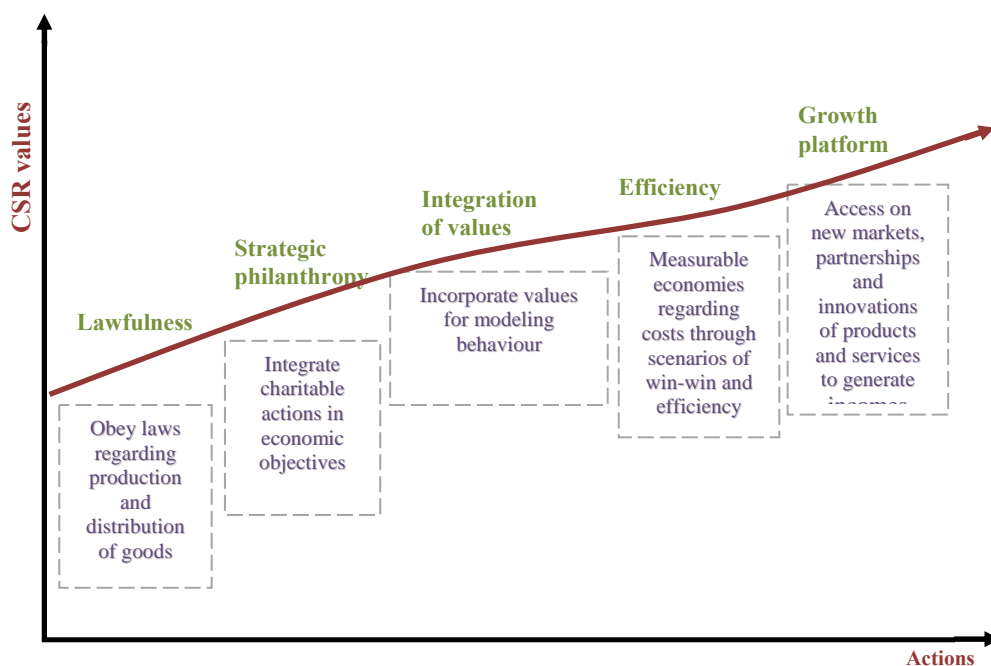 CSR values
Growth
platform
Efficiency
Integration
of values
Strategic
philanthrony
Lawfulness
Access on
new markets,
partnerships
and
innovations
of products
and services
to generate
incomes
Measurable
economies
regarding
costs through
scenarios of
win-win and
efficiency
Incorporate values
for modeling
behaviour
Integrate
charitable
actions in
economic
objectives
Obey laws
regarding
production
and
distribution
of goods
Actions